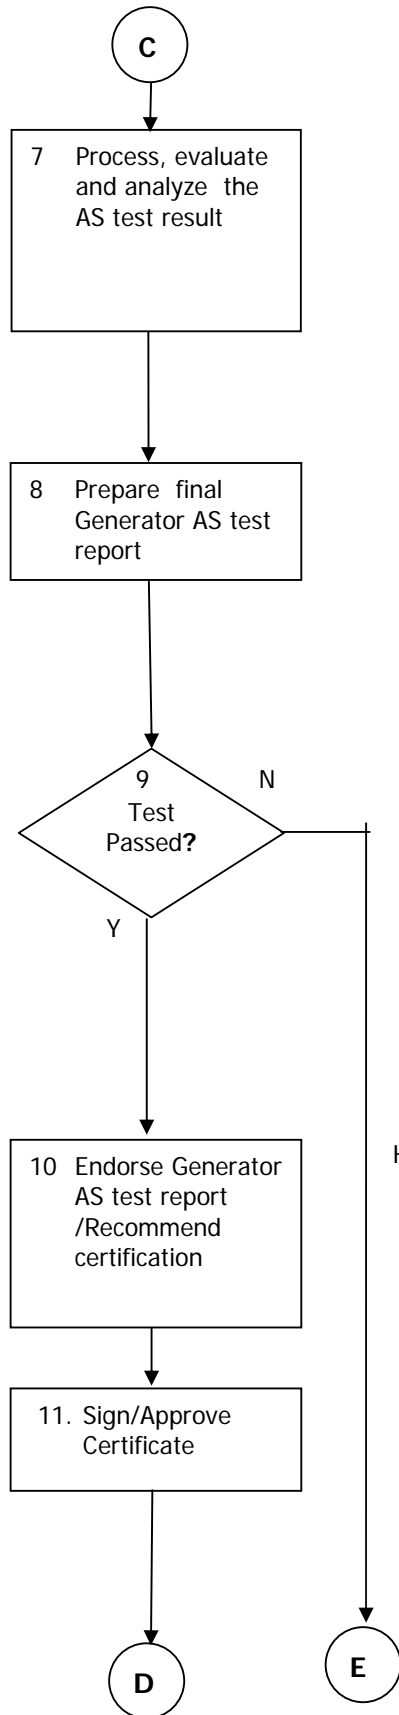 C
7 Process, evaluate
and analyze the
AS test result
8 Prepare final
Generator AS test
report
9
Test
Passed?
N
Y
10 Endorse Generator
AS test report
/Recommend
certification
H
11. Sign/Approve
Certificate
D
E